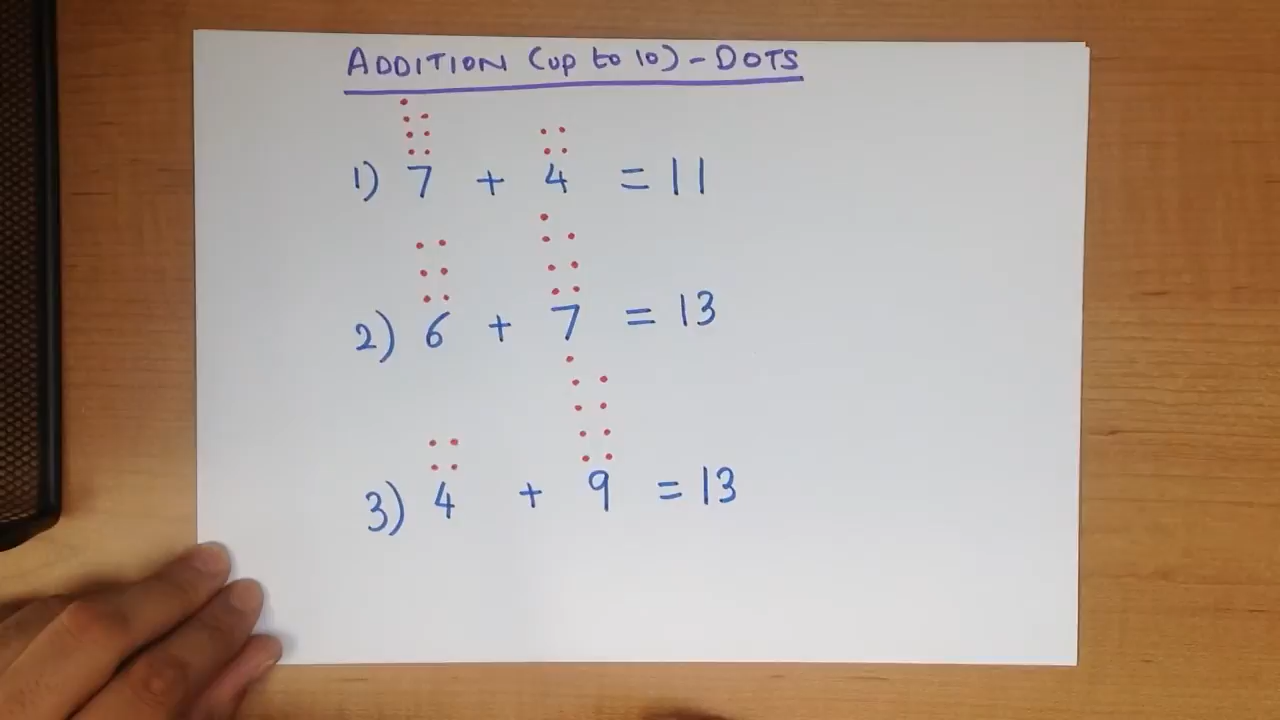 ADDITION (up to 10) - DOTS
1) 7 + 4 = 11
2) 6 + 7 = 13
3) 4 + 9 = 13